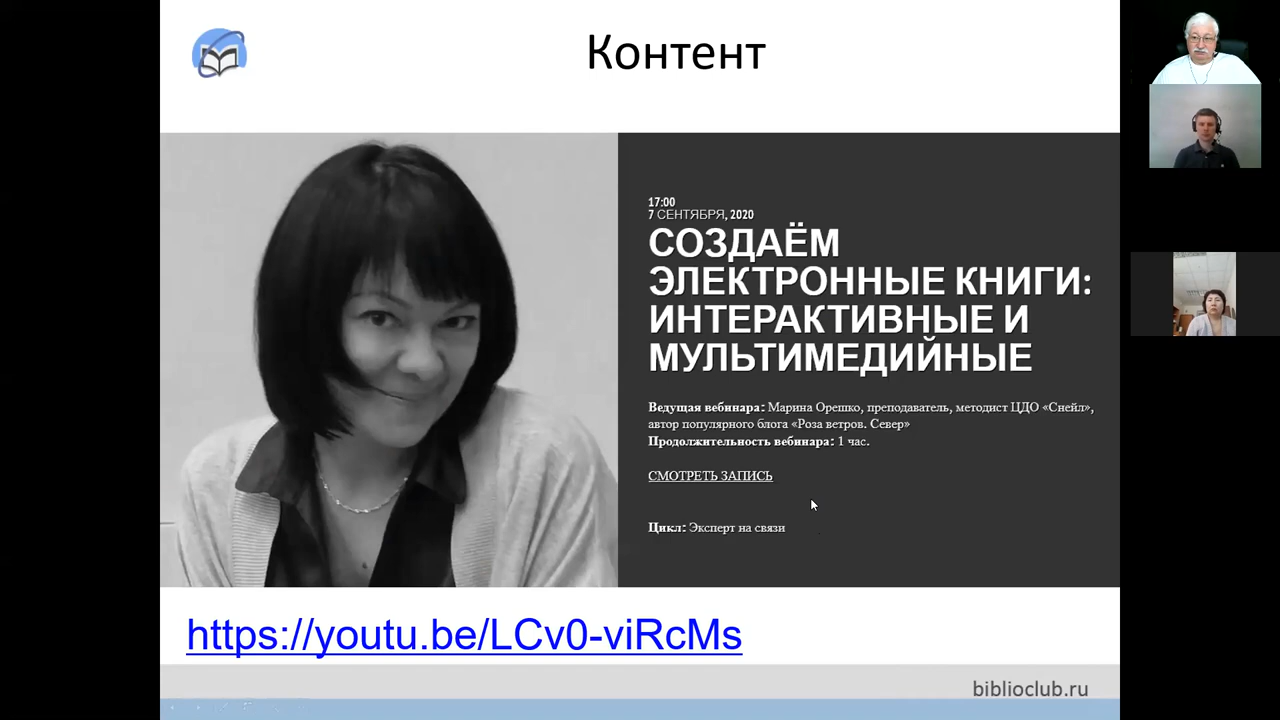 Контент
17:00
7 СЕНТЯБРЯ, 2020
СОЗДАЁМ
ЭЛЕКТРОННЫЕ КНИГИ:
ИНТЕРАКТИВНЫЕ И
МУЛЬТИМЕДИЙНЫЕ
Ведущая вебинара: Марина Орешко, преподаватель, методист ЦДО «Снейл»,
автор популярного блога «Роза ветров. Север»
Продолжительность вебинара: 1 час.
СМОТРЕТЬ ЗАПИСЬ
Цикл: Эксперт на связи
https://youtu.be/LCv0-viRcMs
biblioclub.ru